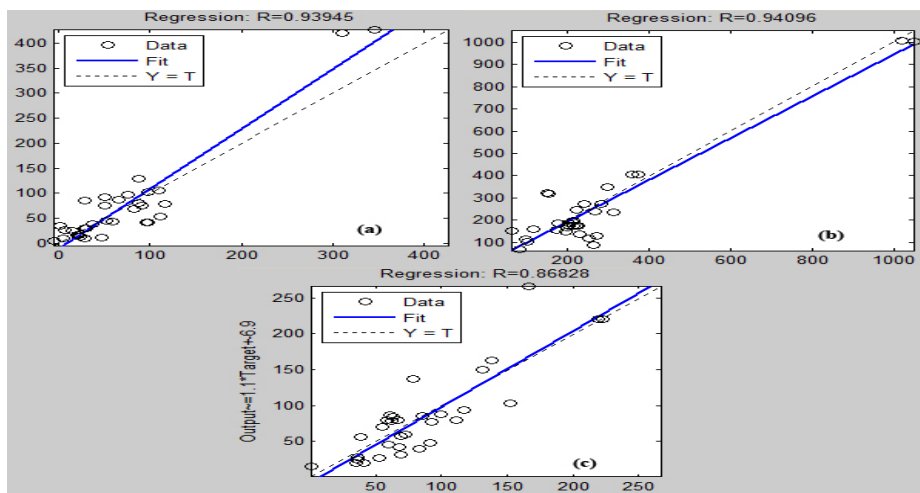 Regression: R=0.93945
Data
Fit
Y = T
400
350
300
250
200
150
100
50
0
0
100
200
300
400
(a)
Regression: R=0.94096
Data
Fit
Y = T
1000
900
800
700
600
500
400
300
200
100
200
400
600
800
1000
(b)
Regression: R=0.86828
Data
Fit
Y = T
Output~=1.1*Target+-6.9
250
200
150
100
50
50
100
150
200
250
(c)